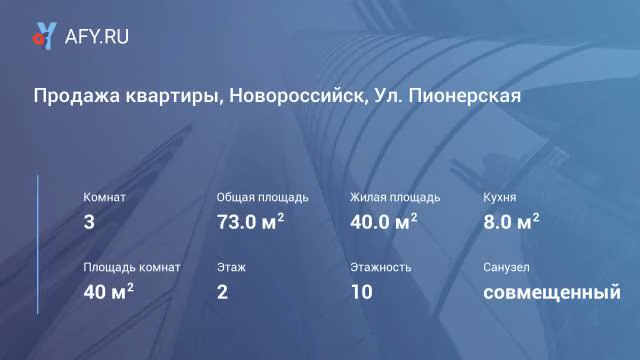 AFY.RU
Продажа квартиры, Новороссийск, Ул. Пионерская
Комнат
3
Общая площадь
73.0 м²
Жилая площадь
40.0 м²
Кухня
8.0 м²
Площадь комнат
40 м²
Этаж
2
Этажность
10
Санузел
совмещенный